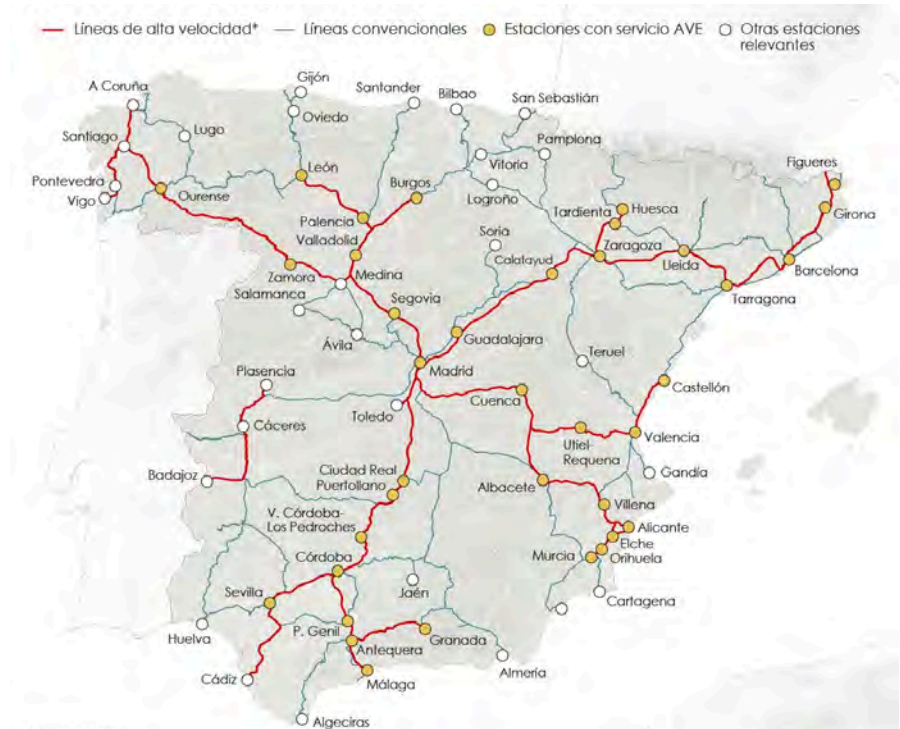 Líneas de alta velocidad*
Líneas convencionales
Estaciones con servicio AVE
Otras estaciones
relevantes
A Coruña
Gijón
Santander
Bilbao
San Sebastián
Oviedo
Lugo
Santiago
Pamplona
Vitoria
León
Figueres
Pontevedra
Burgos
Ourense
Logroño
Huesca
Vigo
Tardienta
Girona
Palencia
Soria
Valladolid
Zaragoza
Calatayud
Lleida
Barcelona
Zamora
Medina
Salamanca
Segovia
Tarragona
Guadalajara
Ávila
Teruel
Madrid
Plasencia
Castellón
Cuenca
Toledo
Cáceres
Utiel-
Requena
Valencia
Ciudad Real
Badajoz
Gandía
Puertollano
Albacete
Villena
V. Córdoba-
Los Pedroches
Alicante
Elche
Murcia
Orihuela
Córdoba
Sevilla
Jaén
Cartagena
P. Genil
Huelva
Granada
Antequera
Almería
Cádiz
Málaga
Algeciras